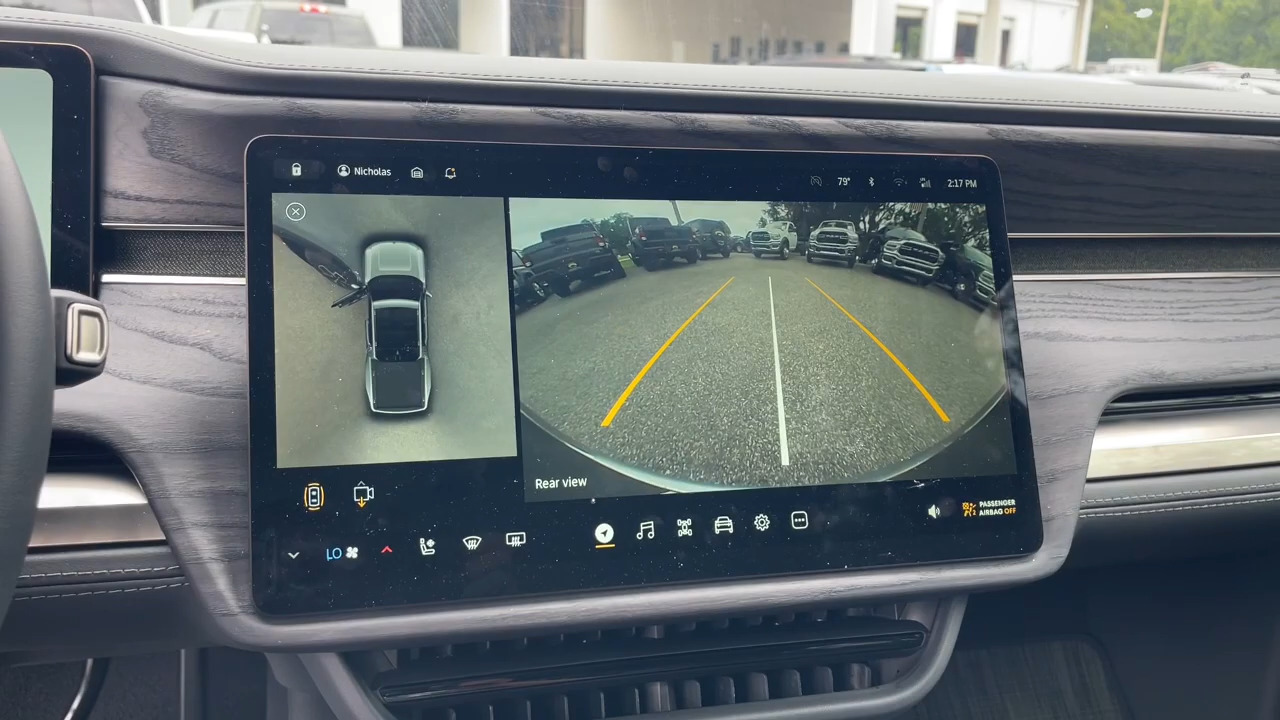 Nicholas
79°
2:17 PM
Rear view
LO
PASSENGER
AIRBAG OFF